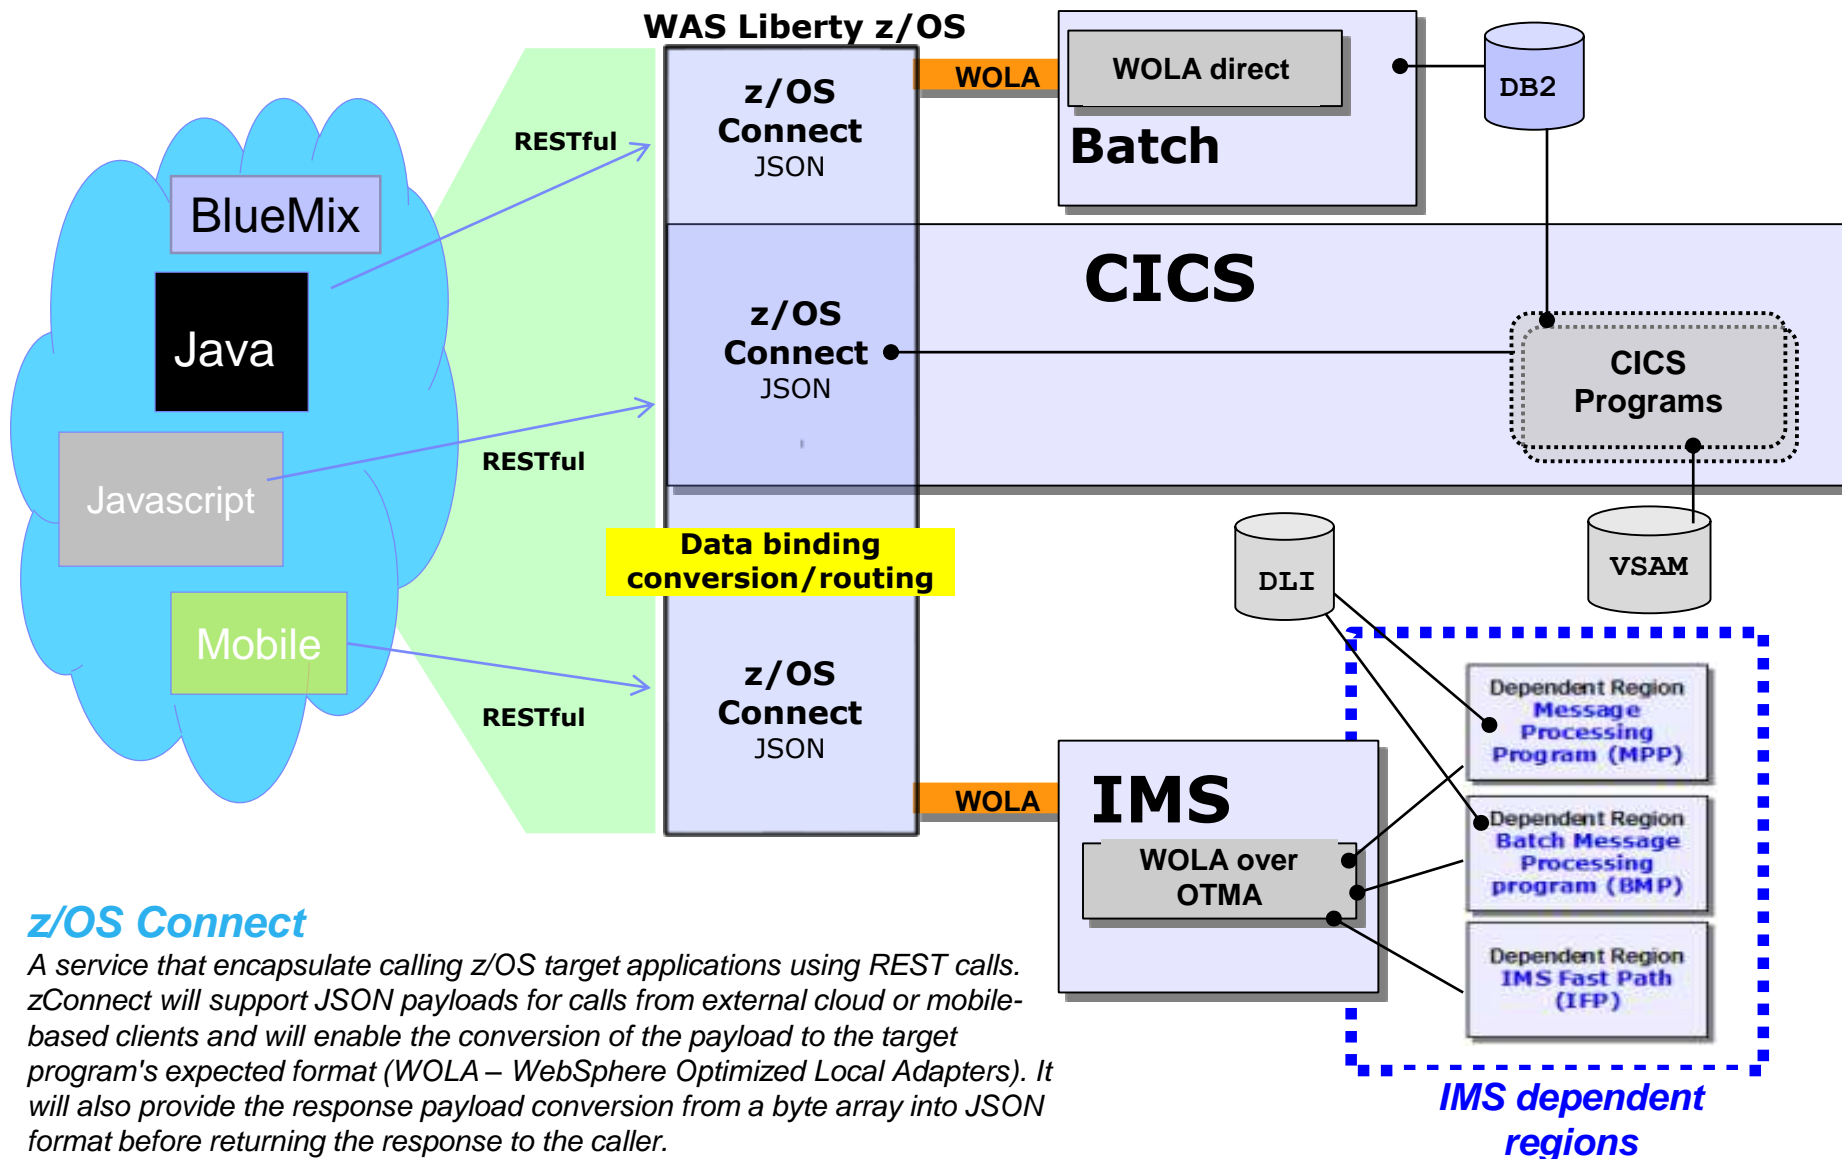 WAS Liberty z/OS
z/OS
Connect
JSON
WOLA
WOLA direct
Batch
DB2
RESTful
BlueMix
Java
Javascript
Mobile
RESTful
RESTful
z/OS
Connect
JSON
CICS
CICS
Programs
Data binding
conversion/routing
DLI
VSAM
z/OS
Connect
JSON
WOLA
IMS
WOLA over
OTMA
Dependent Region
Message
Processing
Program (MPP)
Dependent Region
Batch Message
Processing
program (BMP)
Dependent Region
IMS Fast Path
(IFP)
IMS dependent
regions
z/OS Connect
A service that encapsulate calling z/OS target applications using REST calls.
zConnect will support JSON payloads for calls from external cloud or mobile-
based clients and will enable the conversion of the payload to the target
program's expected format (WOLA – WebSphere Optimized Local Adapters). It
will also provide the response payload conversion from a byte array into JSON
format before returning the response to the caller.